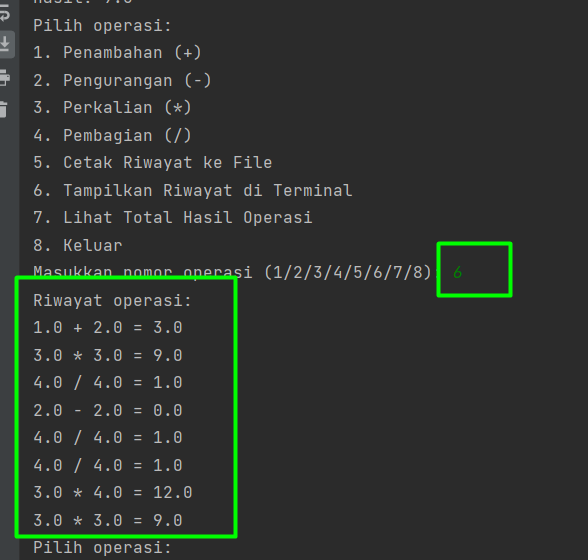 Hasil: 9.0
Pilih operasi:
1. Penambahan (+)
2. Pengurangan (-)
3. Perkalian (*)
4. Pembagian (/)
5. Cetak Riwayat ke File
6. Tampilkan Riwayat di Terminal
7. Lihat Total Hasil Operasi
8. Keluar
Masukkan nomor operasi (1/2/3/4/5/6/7/8): 6
Riwayat operasi:
1.0 + 2.0 = 3.0
3.0 * 3.0 = 9.0
4.0 / 4.0 = 1.0
2.0 - 2.0 = 0.0
4.0 / 4.0 = 1.0
4.0 / 4.0 = 1.0
3.0 * 4.0 = 12.0
3.0 * 3.0 = 9.0
Pilih operasi: